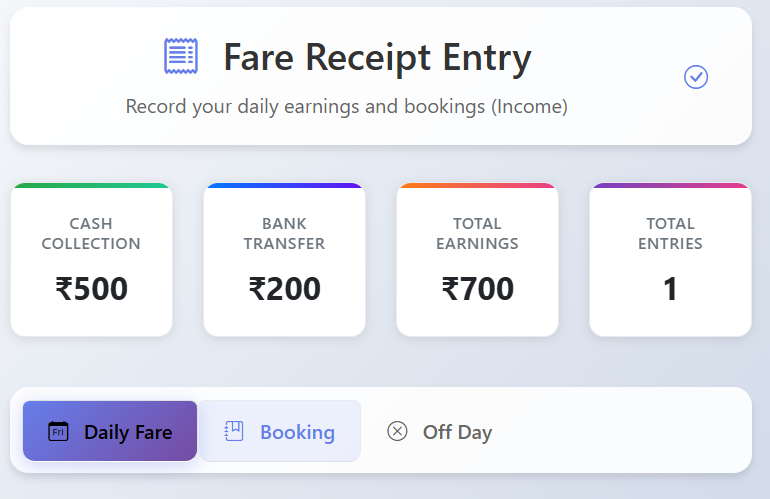 Fare Receipt Entry
Record your daily earnings and bookings (Income)
CASH
COLLECTION
₹500
BANK
TRANSFER
₹200
TOTAL
EARNINGS
₹700
TOTAL
ENTRIES
1
Fri
Daily Fare
Booking
Off Day